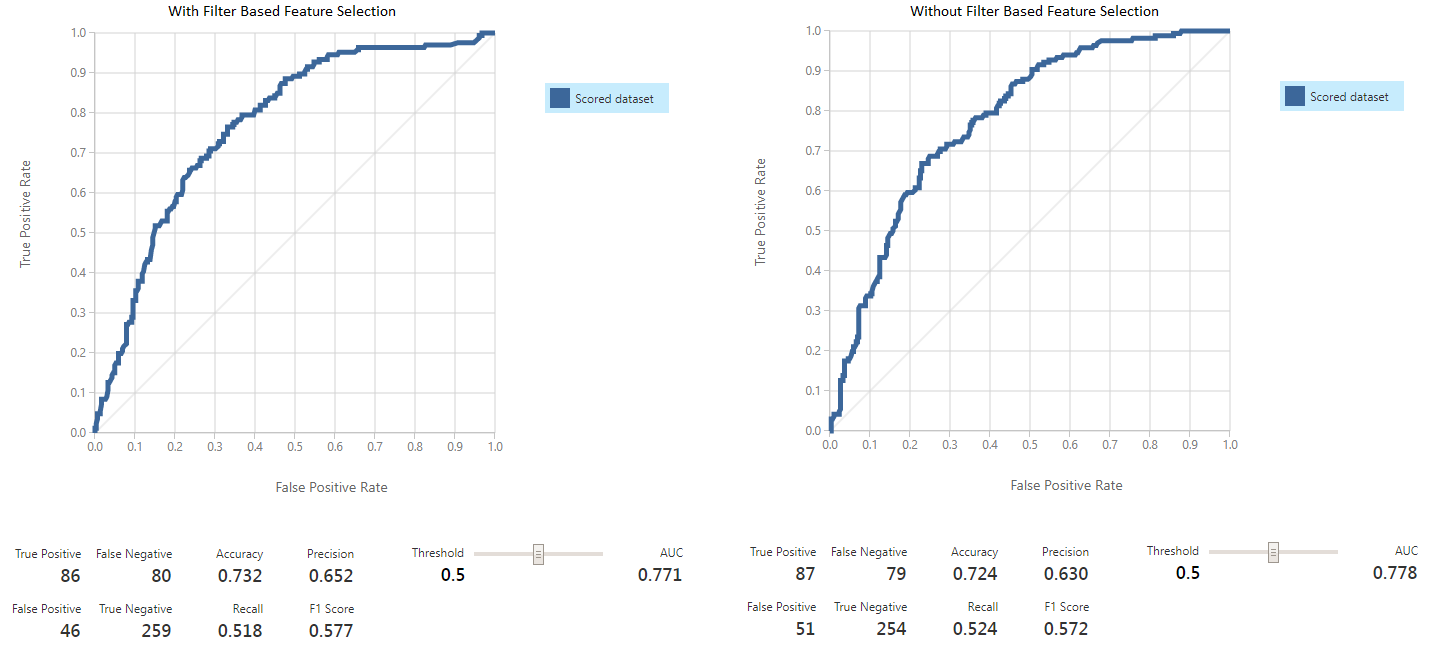 With Filter Based Feature Selection
1.0
0.9
0.8
0.7
0.6
0.5
0.4
0.3
0.2
0.1
0.0
True Positive Rate
0.0 0.1 0.2 0.3 0.4 0.5 0.6 0.7 0.8 0.9 1.0
False Positive Rate
Scored dataset
True Positive False Negative Accuracy Precision Threshold AUC
86 80 0.732 0.652 0.5 0.771
False Positive True Negative Recall F1 Score
46 259 0.518 0.577
Without Filter Based Feature Selection
1.0
0.9
0.8
0.7
0.6
0.5
0.4
0.3
0.2
0.1
0.0
True Positive Rate
0.0 0.1 0.2 0.3 0.4 0.5 0.6 0.7 0.8 0.9 1.0
False Positive Rate
Scored dataset
True Positive False Negative Accuracy Precision Threshold AUC
87 79 0.724 0.630 0.5 0.778
False Positive True Negative Recall F1 Score
51 254 0.524 0.572